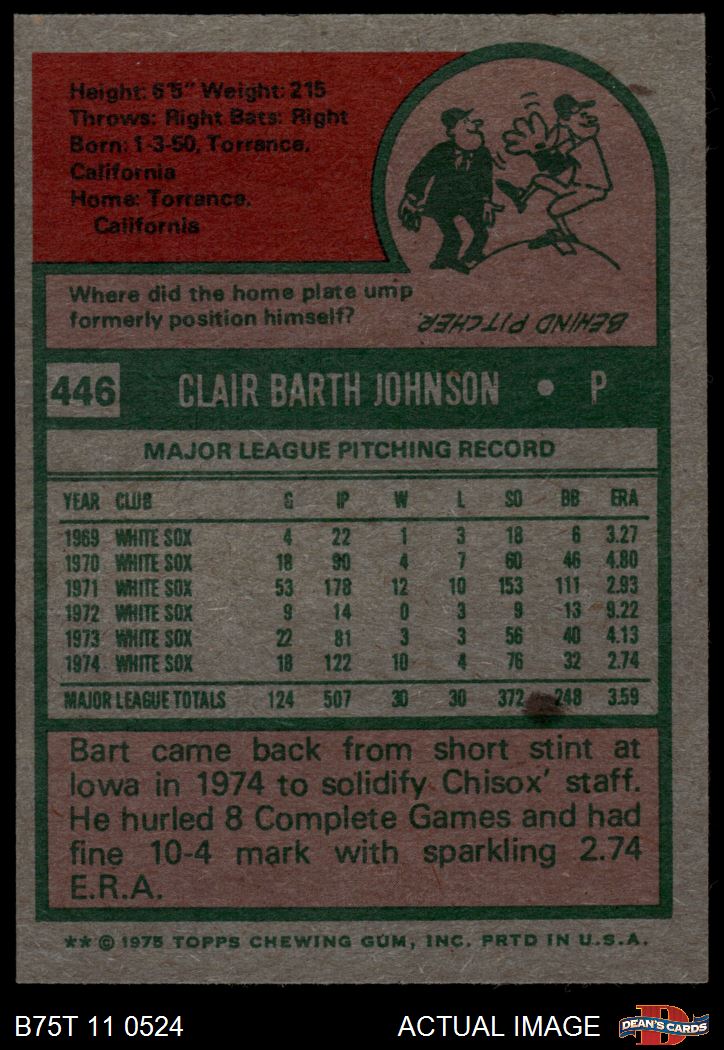 Height: 6'5" Weight: 215
Throws: Right Bats: Right
Born: 1-3-50, Torrance,
California
Home: Torrance,
California
Where did the home plate ump
formerly position himself?
BEHIND PITCHER.
446 CLAIR BARTH JOHNSON • P
MAJOR LEAGUE PITCHING RECORD
YEAR CLUB G IP W L SO BB ERA
1969 WHITE SOX 4 22 1 3 18 6 3.27
1970 WHITE SOX 18 90 4 7 60 46 4.80
1971 WHITE SOX 53 178 12 10 153 111 2.93
1972 WHITE SOX 9 14 0 3 9 13 9.22
1973 WHITE SOX 22 81 3 3 56 40 4.13
1974 WHITE SOX 18 122 10 4 76 32 2.74
MAJOR LEAGUE TOTALS 124 507 30 30 372 248 3.59
Bart came back from short stint at
Iowa in 1974 to solidify Chisox' staff.
He hurled 8 Complete Games and had
fine 10-4 mark with sparkling 2.74
E.R.A.
** © 1975 TOPPS CHEWING GUM, INC. PRTD IN U.S.A.
B75T 11 0524 ACTUAL IMAGE
D
DEAN'S CARDS